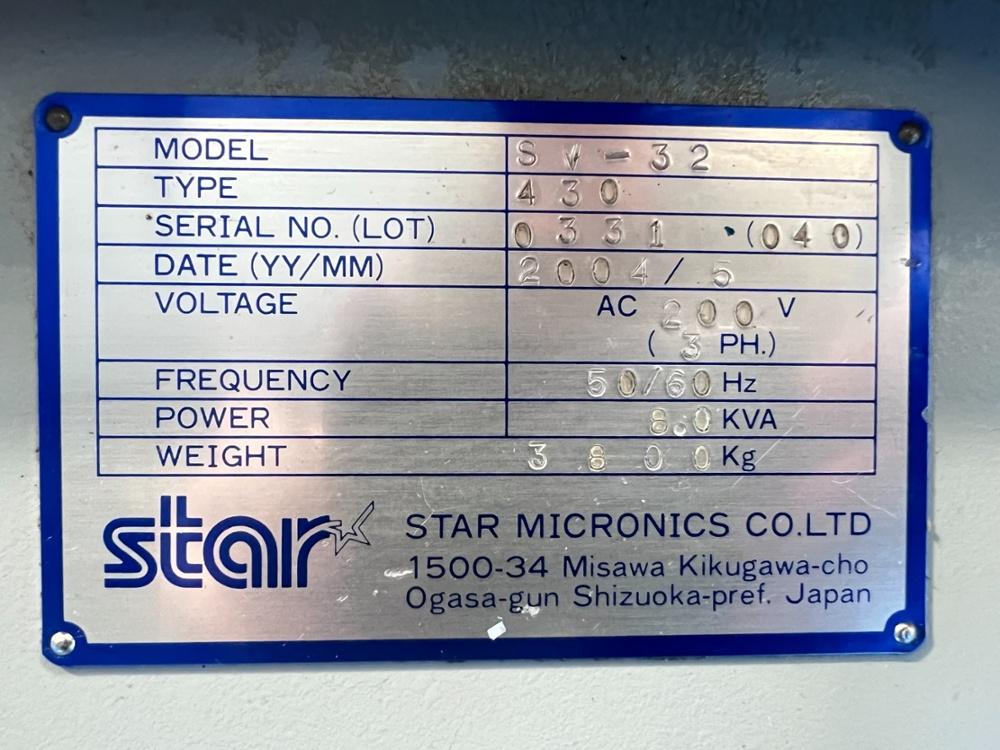 MODEL SV-32
TYPE 430
SERIAL NO. (LOT) 0331 (040)
DATE (YY/MM) 2004/5
VOLTAGE AC 200 V
(3 PH.)
FREQUENCY 50/60 Hz
POWER 8.0 KVA
WEIGHT 3800 Kg
star
STAR MICRONICS CO.LTD
1500-34 Misawa Kikugawa-cho
Ogasa-gun Shizuoka-pref. Japan